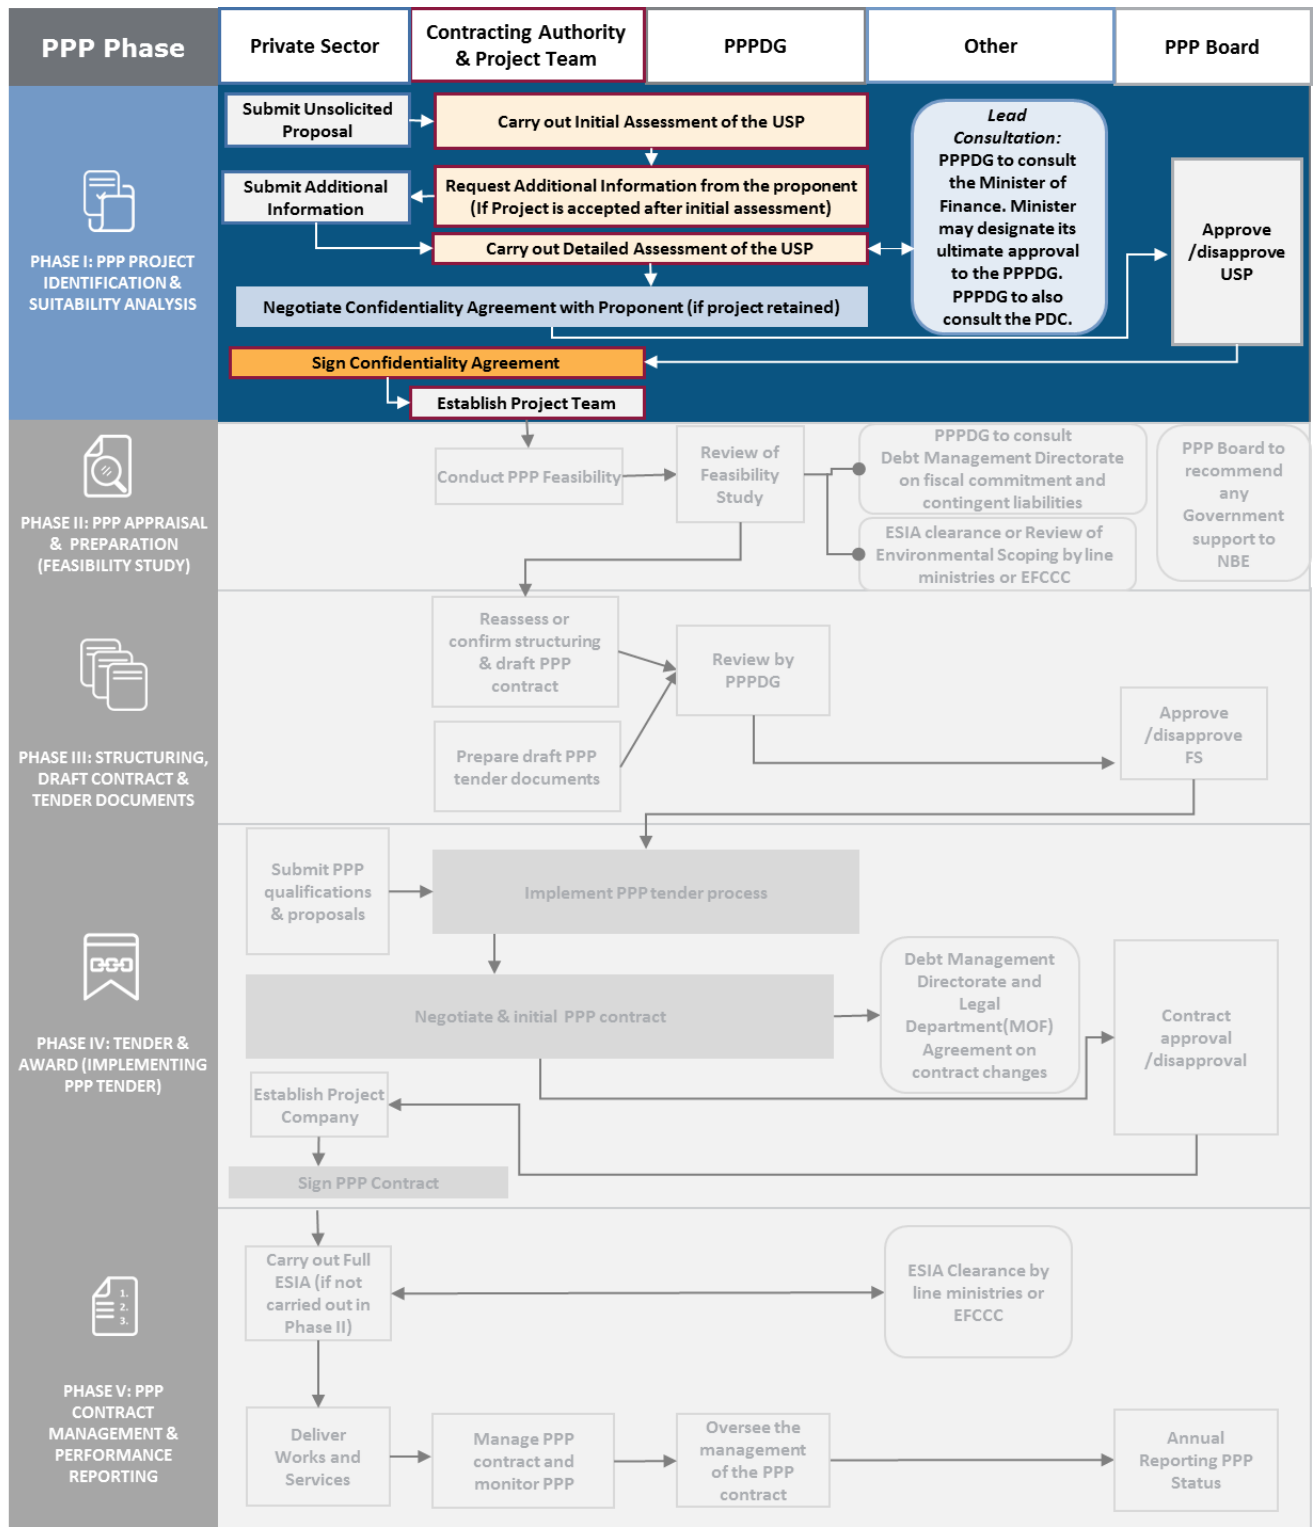 PPP Phase
Private Sector
Contracting Authority
& Project Team
PPPDG
Other
PPP Board
PHASE I: PPP PROJECT
IDENTIFICATION &
SUITABILITY ANALYSIS
Submit Unsolicited
Proposal
Carry out Initial Assessment of the USP
Submit Additional
Information
Request Additional Information from the proponent
(If Project is accepted after initial assessment)
Carry out Detailed Assessment of the USP
Negotiate Confidentiality Agreement with Proponent (if project retained)
Lead
Consultation:
PPPDG to consult
the Minister of
Finance. Minister
may designate its
ultimate approval
to the PPPDG.
PPPDG to also
consult the PDC.
Approve
/disapprove
USP
Sign Confidentiality Agreement
Establish Project Team
PHASE II: PPP APPRAISAL
& PREPARATION
(FEASIBILITY STUDY)
Conduct PPP Feasibility
Review of
Feasibility
Study
PPPDG to consult
Debt Management Directorate
on fiscal commitment and
contingent liabilities
ESIA clearance or Review of
Environmental Scoping by line
ministries or EFCCC
PPP Board to
recommend
any
Government
support to
NBE
PHASE III: STRUCTURING,
DRAFT CONTRACT &
TENDER DOCUMENTS
Reassess or
confirm structuring
& draft PPP
contract
Prepare draft PPP
tender documents
Review by
PPPDG
Approve
/disapprove
FS
PHASE IV: TENDER &
AWARD (IMPLEMENTING
PPP TENDER)
Submit PPP
qualifications
& proposals
Implement PPP tender process
Negotiate & initial PPP contract
Debt Management
Directorate and
Legal
Department(MOF)
Agreement on
contract changes
Contract
approval
/disapproval
Establish Project
Company
Sign PPP Contract
1.
2.
3.
PHASE V: PPP
CONTRACT
MANAGEMENT &
PERFORMANCE
REPORTING
Carry out Full
ESIA (if not
carried out in
Phase II)
ESIA Clearance by
line ministries or
EFCCC
Deliver
Works and
Services
Manage PPP
contract and
monitor PPP
Oversee the
management
of the PPP
contract
Annual
Reporting PPP
Status